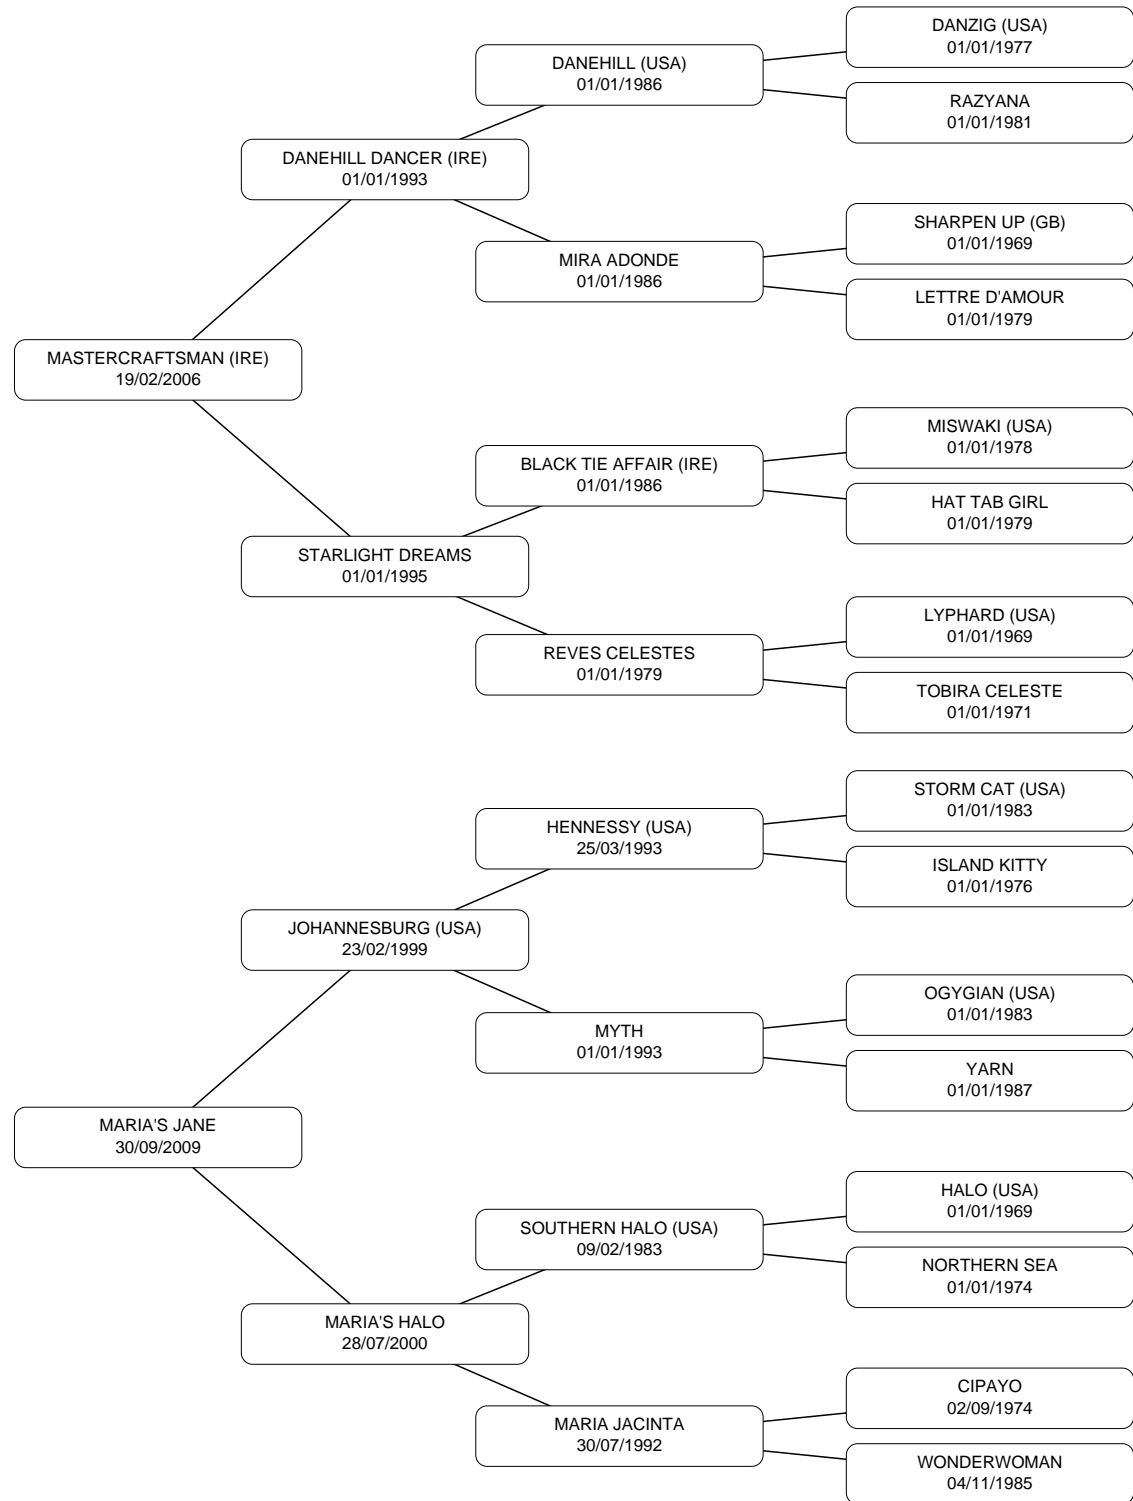 DANZIG (USA)
01/01/1977
DANEHILL (USA)
01/01/1986
RAZYANA
01/01/1981
DANEHILL DANCER (IRE)
01/01/1993
SHARPEN UP (GB)
01/01/1969
MIRA ADONDE
01/01/1986
LETTRE D'AMOUR
01/01/1979
MASTERCRAFTSMAN (IRE)
19/02/2006
MISWAKI (USA)
01/01/1978
BLACK TIE AFFAIR (IRE)
01/01/1986
HAT TAB GIRL
01/01/1979
STARLIGHT DREAMS
01/01/1995
LYPHARD (USA)
01/01/1969
REVES CELESTES
01/01/1979
TOBIRA CELESTE
01/01/1971
STORM CAT (USA)
01/01/1983
HENNESSY (USA)
25/03/1993
ISLAND KITTY
01/01/1976
JOHANNESBURG (USA)
23/02/1999
OGYGIAN (USA)
01/01/1983
MYTH
01/01/1993
YARN
01/01/1987
MARIA'S JANE
30/09/2009
HALO (USA)
01/01/1969
SOUTHERN HALO (USA)
09/02/1983
NORTHERN SEA
01/01/1974
MARIA'S HALO
28/07/2000
CIPAYO
02/09/1974
MARIA JACINTA
30/07/1992
WONDERWOMAN
04/11/1985